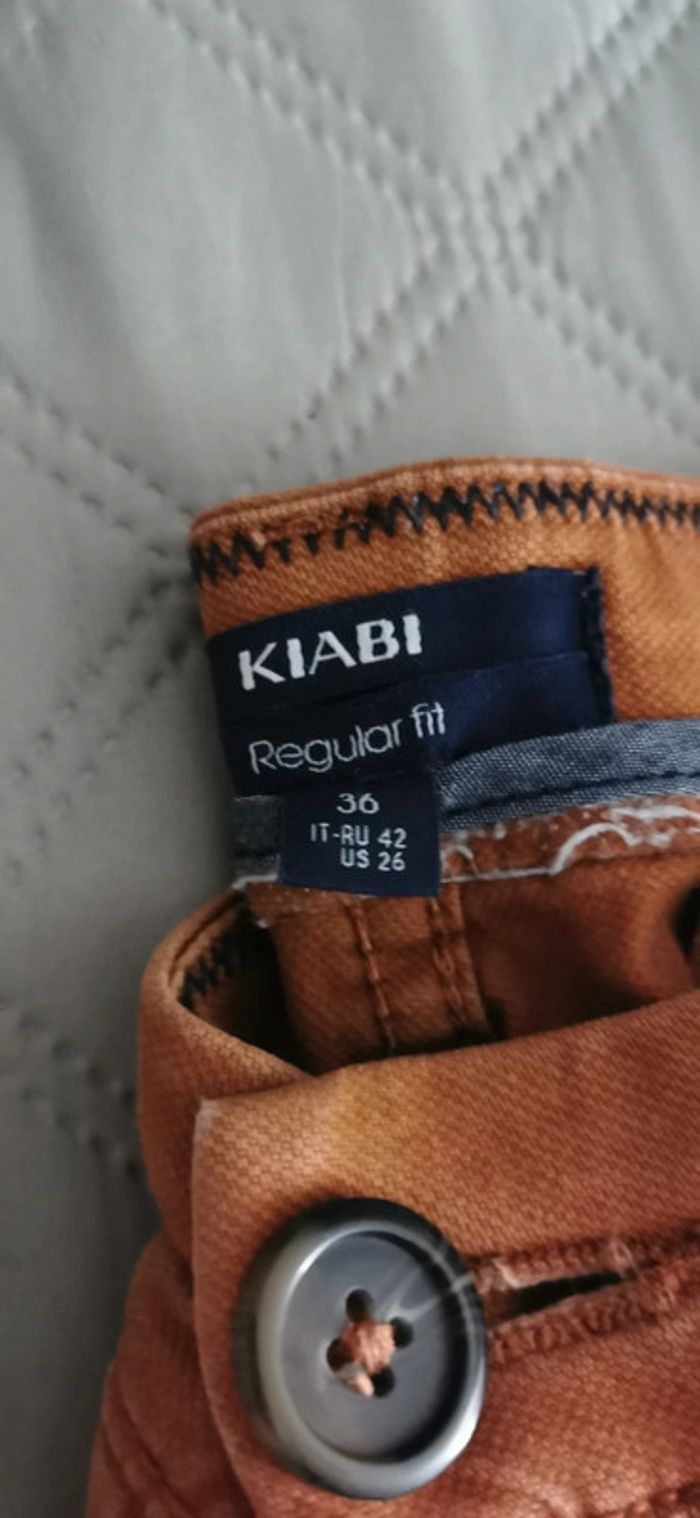 KIABI
Regular fit
36
IT-RU 42
US 26